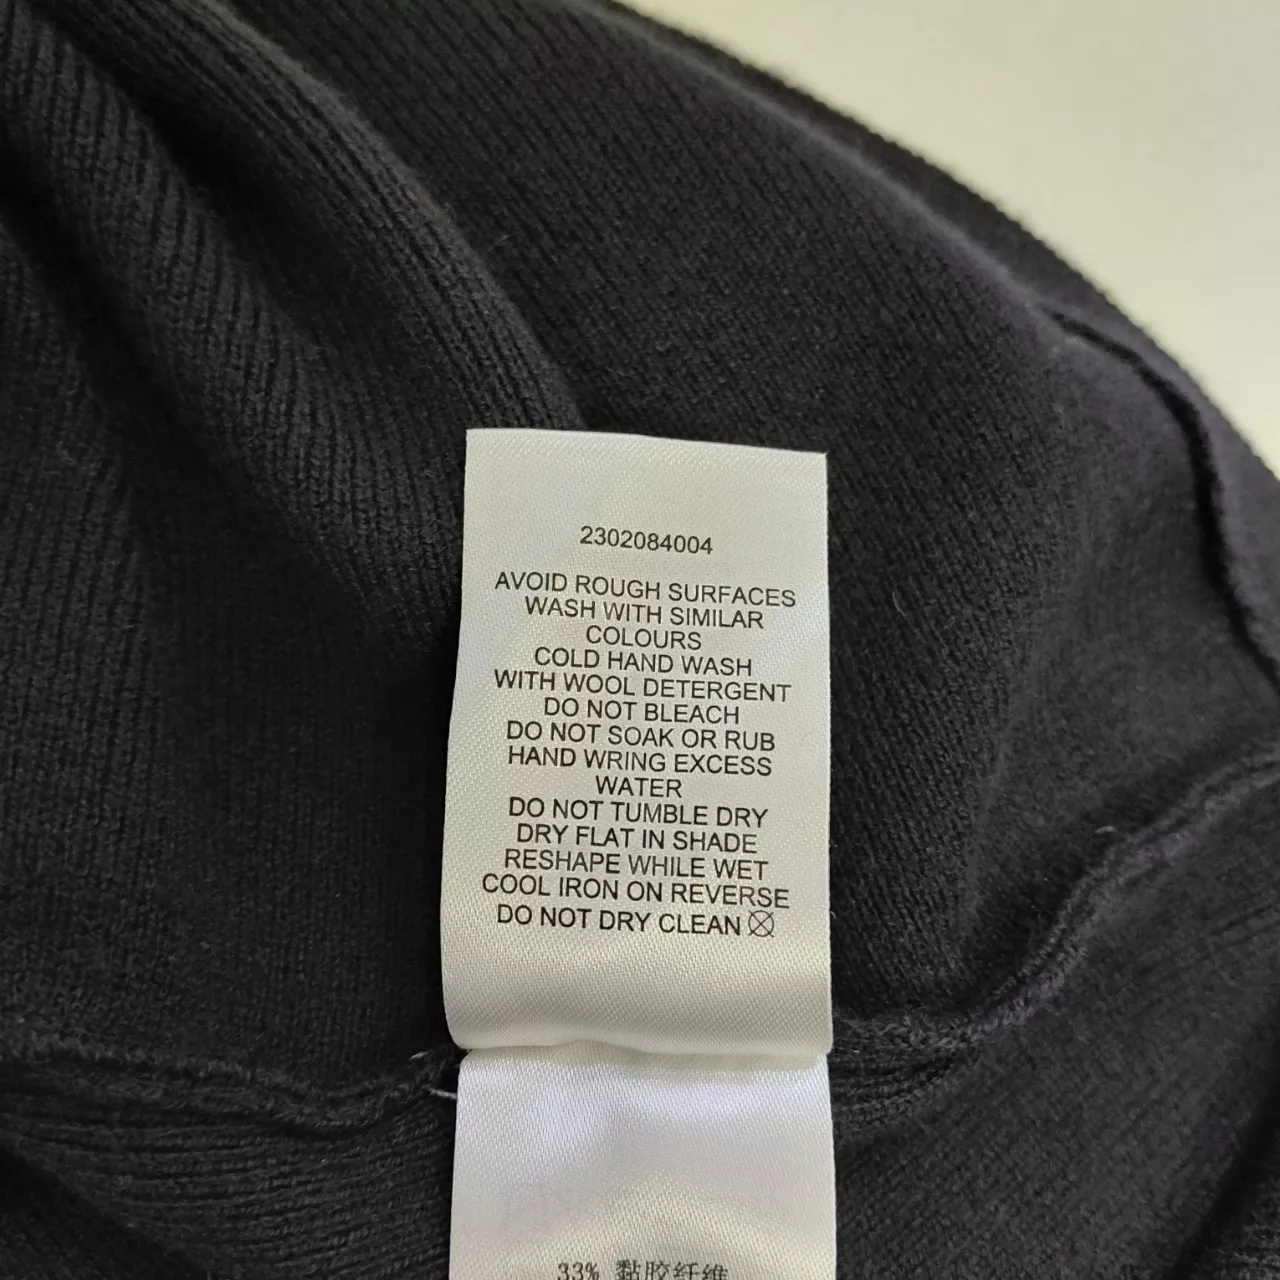 2302084004
AVOID ROUGH SURFACES
WASH WITH SIMILAR
COLOURS
COLD HAND WASH
WITH WOOL DETERGENT
DO NOT BLEACH
DO NOT SOAK OR RUB
HAND WRING EXCESS
WATER
DO NOT TUMBLE DRY
DRY FLAT IN SHADE
RESHAPE WHILE WET
COOL IRON ON REVERSE
DO NOT DRY CLEAN
33% 黏胶纤维